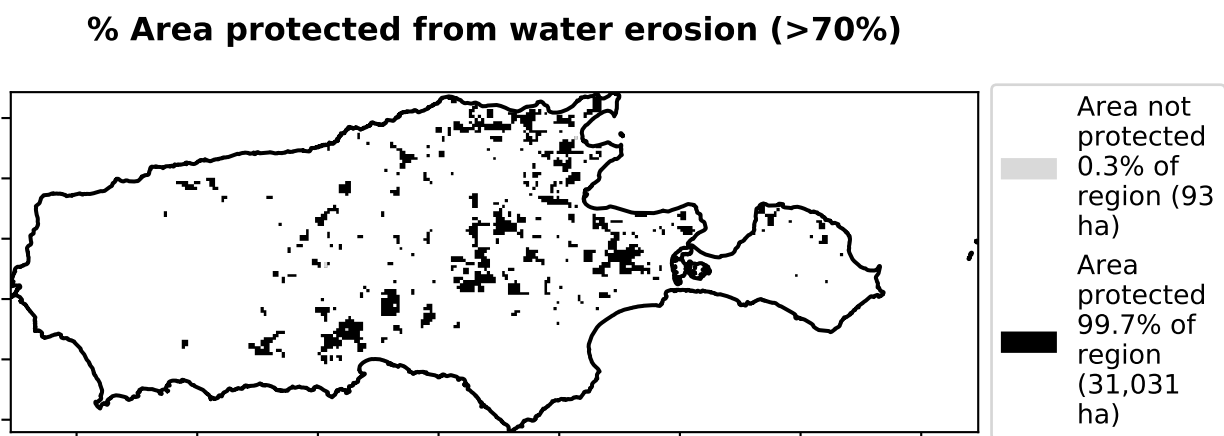 % Area protected from water erosion (>70%)
Area not
protected
0.3% of
region (93
ha)
Area
protected
99.7% of
region
(31,031
ha)